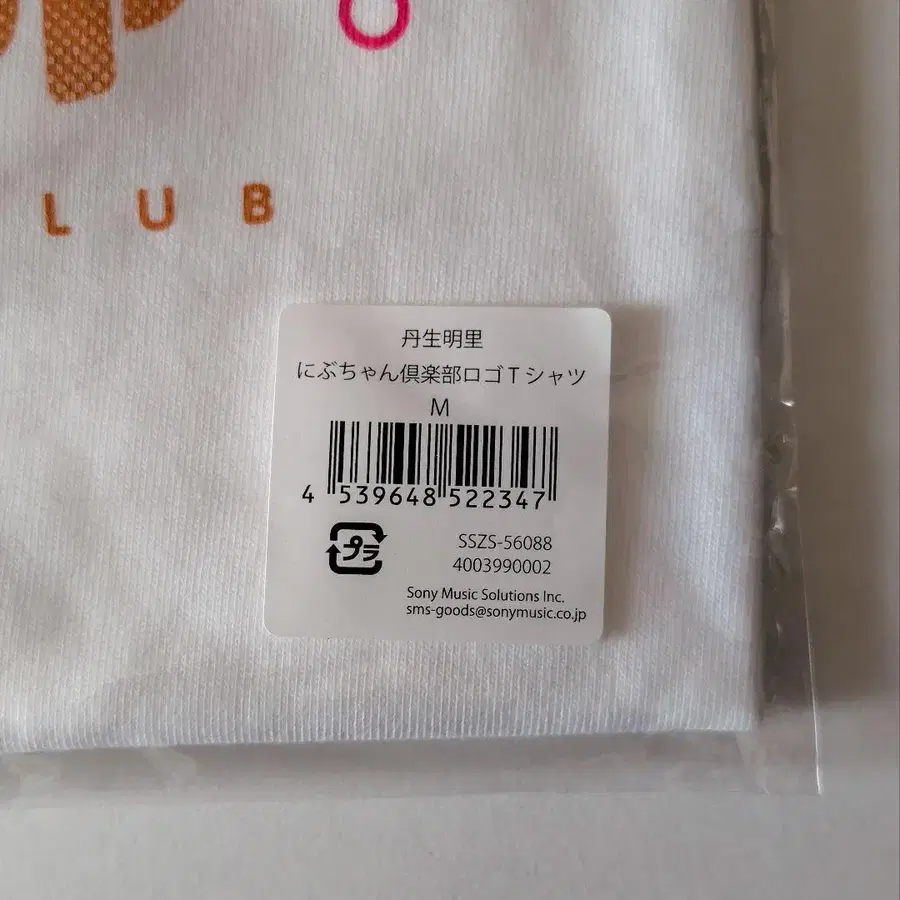 LUB
丹生明里
にぶちゃん倶楽部ロゴTシャツ
M
4 539648 522347
プラ
SSZS-56088
4003990002
Sony Music Solutions Inc.
sms-goods@sonymusic.co.jp